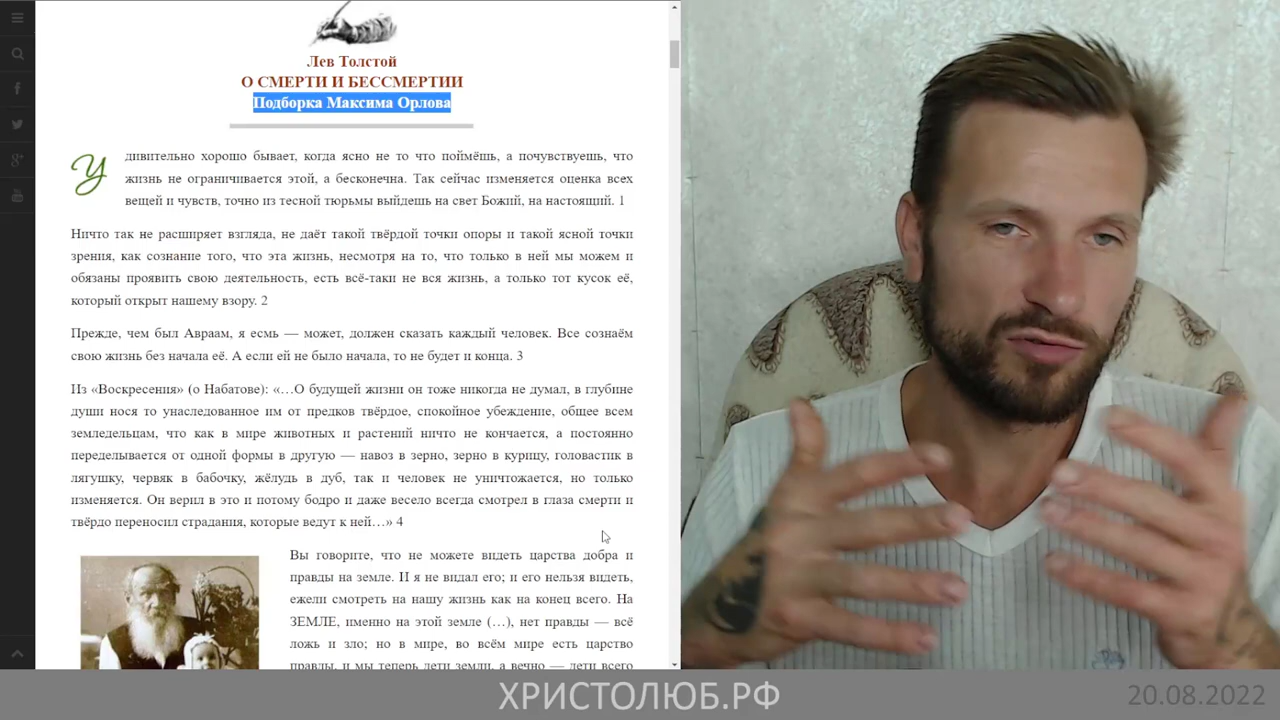 Лев Толстой
О СМЕРТИ И БЕССМЕРТИИ
Подборка Максима Орлова
Удивительно хорошо бывает, когда ясно не то что поймёшь, а почувствуешь, что
жизнь не ограничивается этой, а бесконечна. Так сейчас изменяется оценка всех
вещей и чувств, точно из тесной тюрьмы выйдешь на свет Божий, на настоящий. 1
Ничто так не расширяет взгляда, не даёт такой твёрдой точки опоры и такой ясной точки
зрения, как сознание того, что эта жизнь, несмотря на то, что только в ней мы можем и
обязаны проявить свою деятельность, есть всё-таки не вся жизнь, а только тот кусок её,
который открыт нашему взору. 2
Прежде, чем был Авраам, я есмь — может, должен сказать каждый человек. Все сознаём
свою жизнь без начала её. А если ей не было начала, то не будет и конца. 3
Из «Воскресения» (о Набатове): «…О будущей жизни он тоже никогда не думал, в глубине
души нося то унаследованное им от предков твёрдое, спокойное убеждение, общее всем
земледельцам, что как в мире животных и растений ничто не кончается, а постоянно
переделывается от одной формы в другую — навоз в зерно, зерно в курицу, головастик в
лягушку, червяк в бабочку, жёлудь в дуб, так и человек не уничтожается, но только
изменяется. Он верил в это и потому бодро и даже весело всегда смотрел в глаза смерти и
твёрдо переносил страдания, которые ведут к ней…» 4
Вы говорите, что не можете видеть царства добра и
правды на земле. И я не видал его; и его нельзя видеть,
ежели смотреть на нашу жизнь как на конец всего. На
ЗЕМЛЕ, именно на этой земле (…), нет правды — всё
ложь и зло; но в мире, во всём мире есть царство
правды, и мы теперь дети земли, а вечно — дети всего
ХРИСТОЛЮБ.РФ
20.08.2022